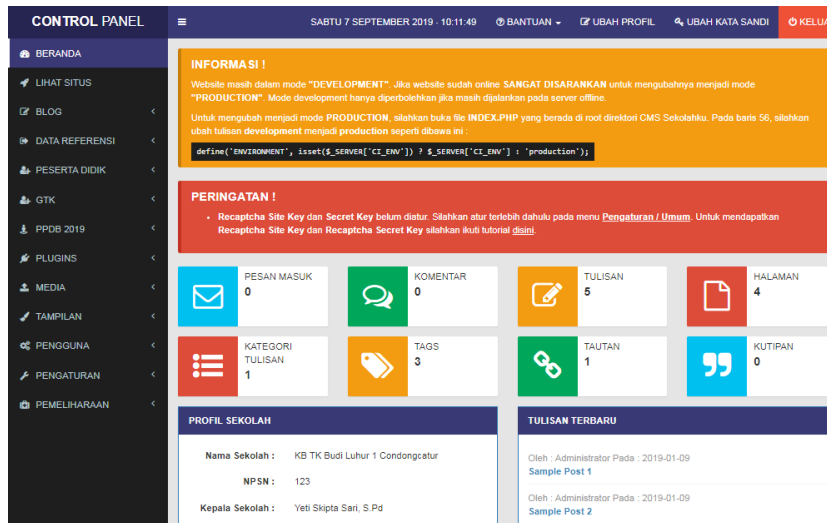 CONTROL PANEL
SABTU 7 SEPTEMBER 2019 - 10:11:49
BANTUAN
UBAH PROFIL
UBAH KATA SANDI
BERANDA
LIHAT SITUS
BLOG
DATA REFERENSI
PESERTA DIDIK
GTK
PPDB 2019
PLUGINS
MEDIA
TAMPILAN
PENGGUNA
PENGATURAN
PEMELIHARAAN
INFORMASI !
Website masih dalam mode "DEVELOPMENT". Jika website sudah online SANGAT DISARANKAN untuk mengubahnya menjadi mode
"PRODUCTION". Mode development hanya diperbolehkan jika masih dijalankan pada server offline.
Untuk mengubah menjadi mode PRODUCTION, silahkan buka file INDEX.PHP yang berada di root direktori CMS Sekolahku. Pada baris 56, silahkan
ubah tulisan development menjadi production seperti dibawa ini :
define('ENVIRONMENT', isset($_SERVER['CI_ENV']) ? $_SERVER['CI_ENV'] : 'production');
PERINGATAN !
• Recaptcha Site Key dan Secret Key belum diatur. Silahkan atur terlebih dahulu pada menu Pengaturan / Umum. Untuk mendapatkan
Recaptcha Site Key dan Recaptcha Secret Key silahkan ikuti tutorial disini.
PESAN MASUK
0
KOMENTAR
0
TULISAN
5
HALAMAN
4
KATEGORI
TULISAN
1
TAGS
3
TAUTAN
1
KUTIPAN
0
PROFIL SEKOLAH
Nama Sekolah : KB TK Budi Luhur 1 Condongcatur
NPSN : 123
Kepala Sekolah : Yeti Skipta Sari, S.Pd
TULISAN TERBARU
Oleh : Administrator Pada : 2019-01-09
Sample Post 1
Oleh : Administrator Pada : 2019-01-09
Sample Post 2